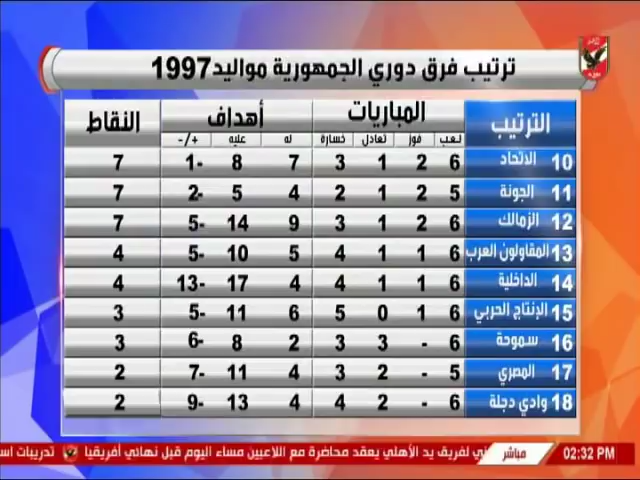 ترتيب فرق دوري الجمهورية مواليد1997
الترتيب المباريات أهداف النقاط
لعب فوز تعادل خسارة له عليه +/-
10 الاتحاد 6 2 1 3 7 8 1- 7
11 الجونة 5 2 1 2 4 5 2- 7
12 الزمالك 6 2 1 3 9 14 5- 7
13 المقاولون العرب 6 1 1 4 5 10 5- 4
14 الداخلية 6 1 1 4 4 17 13- 4
15 الإنتاج الحربي 6 1 0 5 6 11 5- 3
16 سموحة 6 - 3 3 2 8 6- 3
17 المصري 5 - 2 3 4 11 7- 2
18 وادي دجلة 6 - 2 4 4 13 9- 2
02:32 PM مباشر ني لفريق يد الأهلي يعقد محاضرة مع اللاعبين مساء اليوم قبل نهائي أفريقيا تدريبات